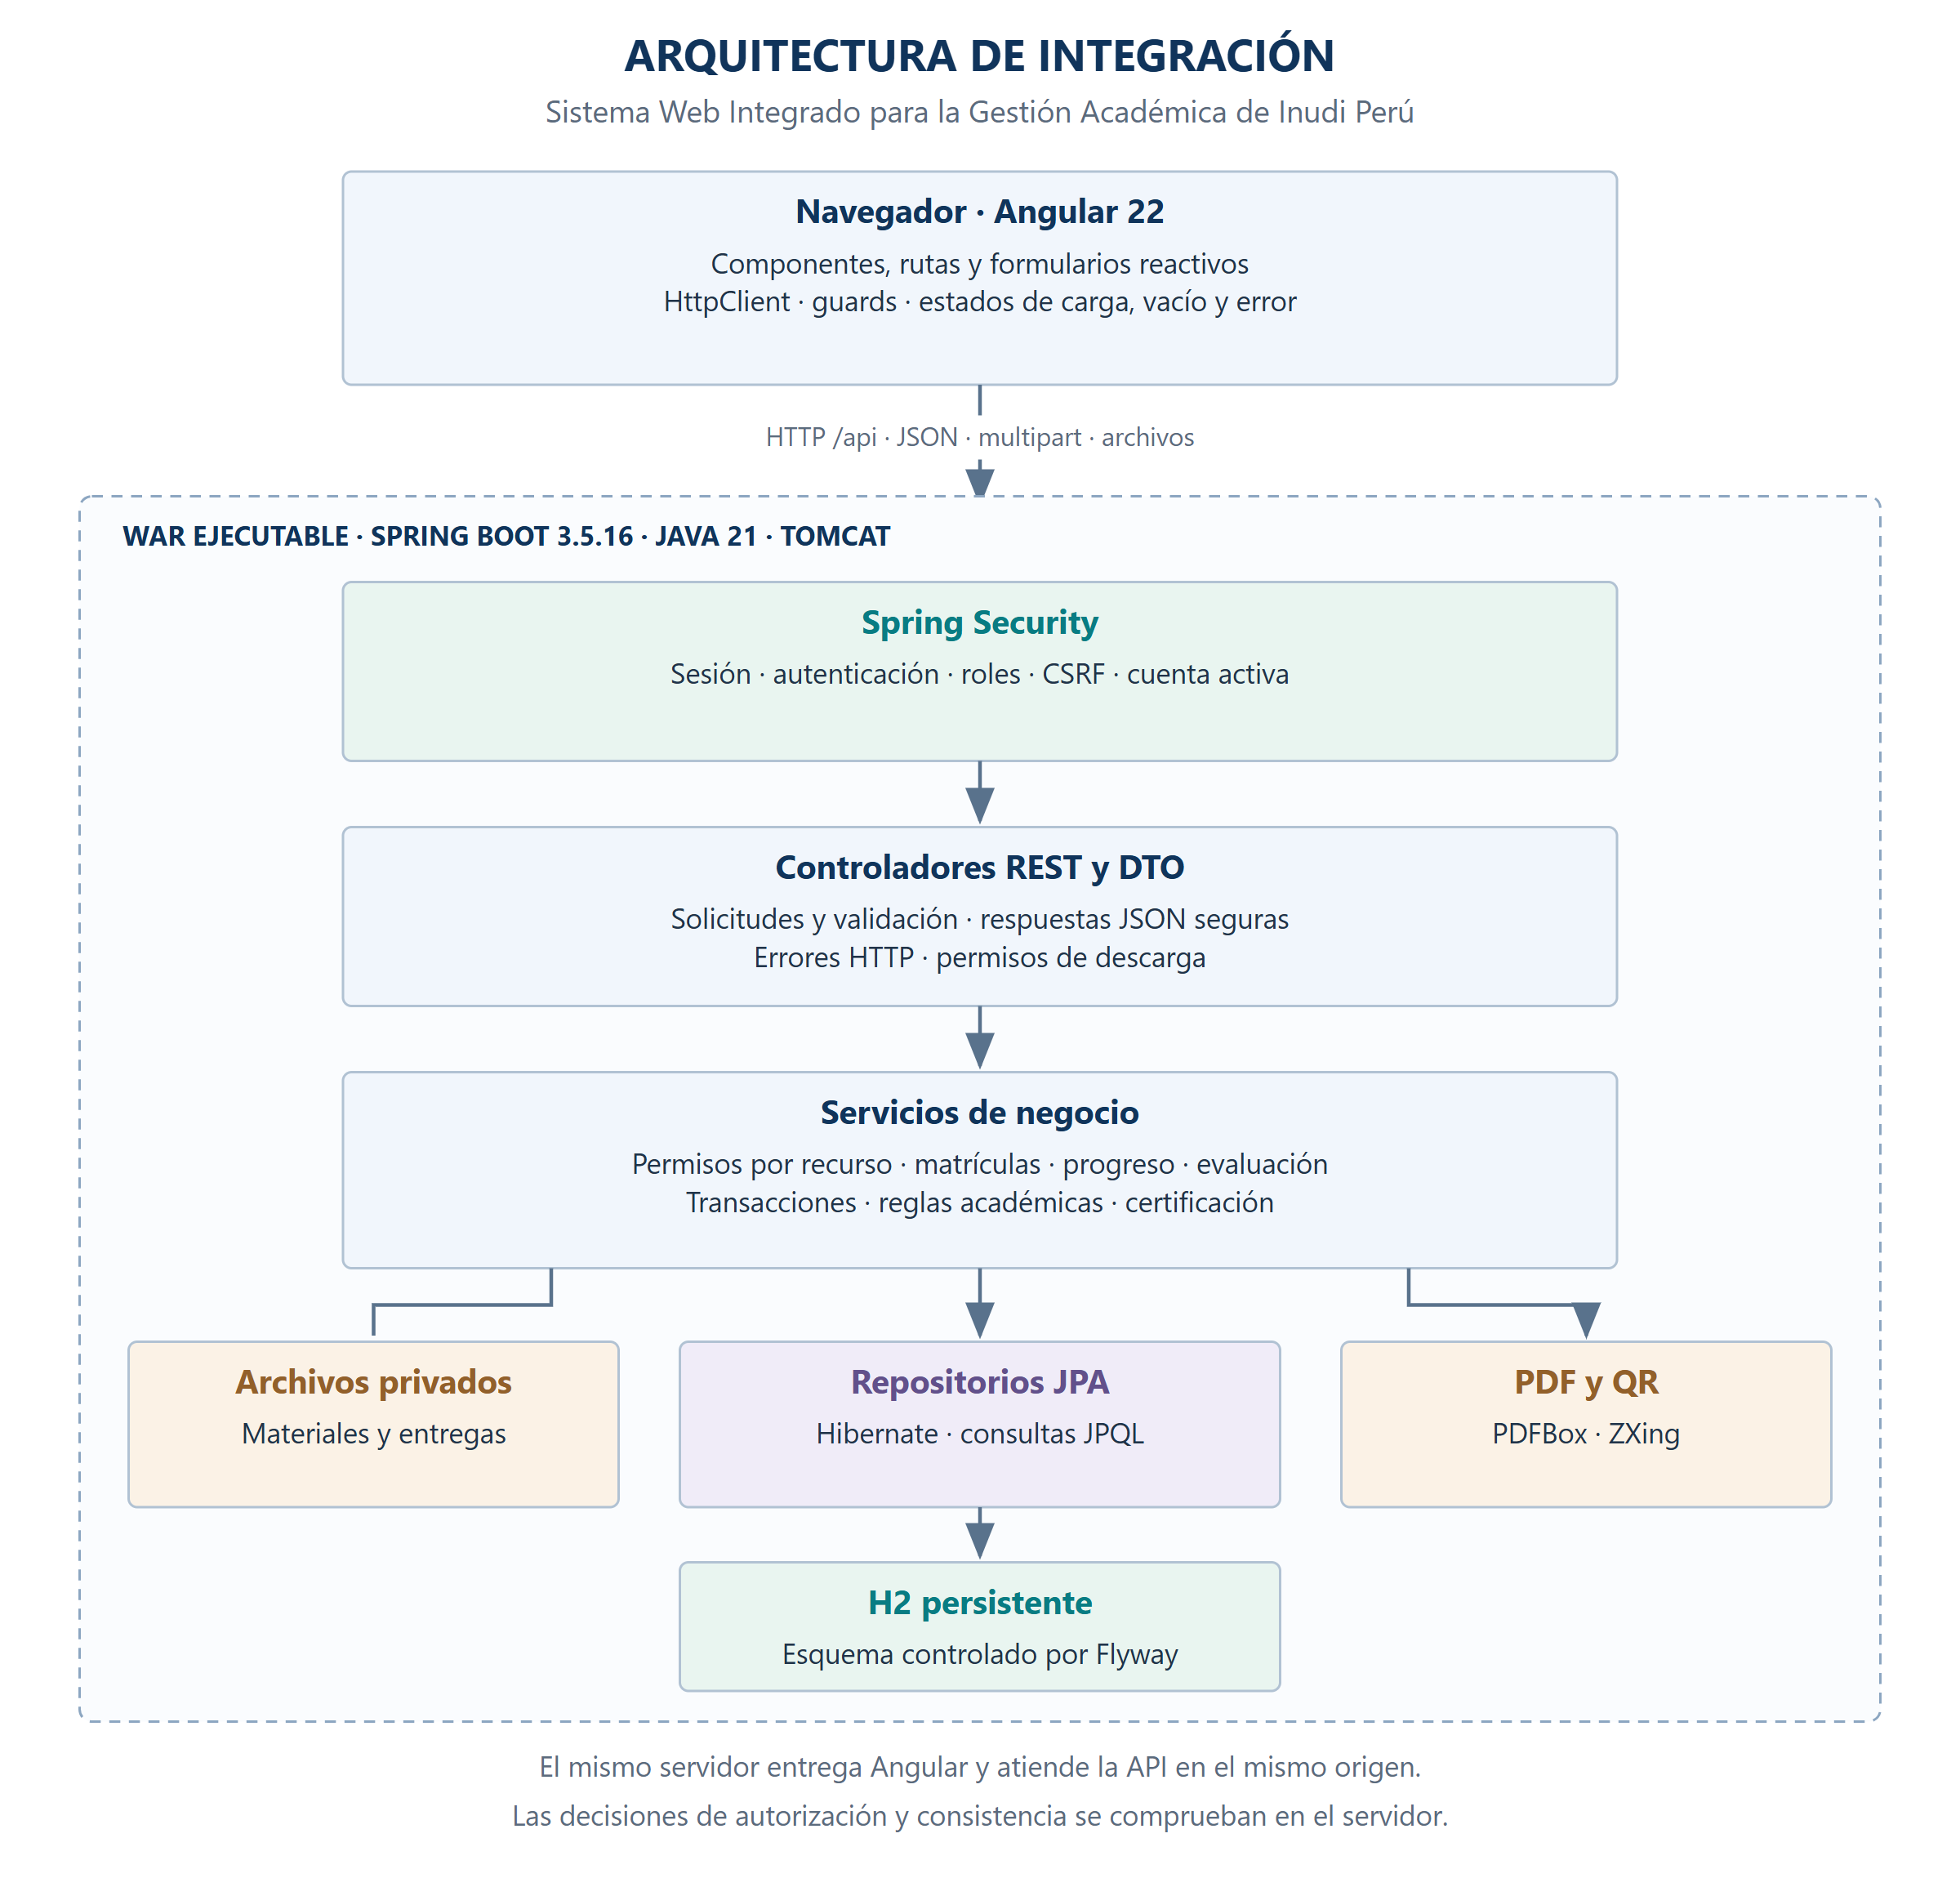 ARQUITECTURA DE INTEGRACIÓN
Sistema Web Integrado para la Gestión Académica de Inudi Perú
Navegador · Angular 22
Componentes, rutas y formularios reactivos
HttpClient · guards · estados de carga, vacío y error
HTTP /api · JSON · multipart · archivos
WAR EJECUTABLE · SPRING BOOT 3.5.16 · JAVA 21 · TOMCAT
Spring Security
Sesión · autenticación · roles · CSRF · cuenta activa
Controladores REST y DTO
Solicitudes y validación · respuestas JSON seguras
Errores HTTP · permisos de descarga
Servicios de negocio
Permisos por recurso · matrículas · progreso · evaluación
Transacciones · reglas académicas · certificación
Archivos privados
Materiales y entregas
Repositorios JPA
Hibernate · consultas JPQL
PDF y QR
PDFBox · ZXing
H2 persistente
Esquema controlado por Flyway
El mismo servidor entrega Angular y atiende la API en el mismo origen.
Las decisiones de autorización y consistencia se comprueban en el servidor.